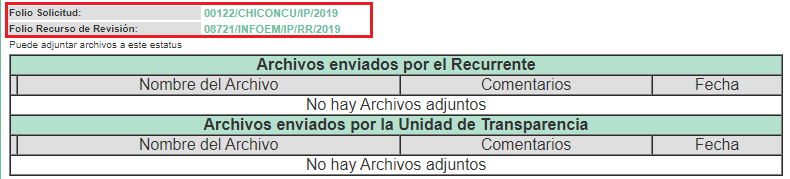 Folio Solicitud: 00122/CHICONCU/IP/2019
Folio Recurso de Revisión: 08721/INFOEM/IP/RR/2019
Puede adjuntar archivos a este estatus
Archivos enviados por el Recurrente
Nombre del Archivo Comentarios Fecha
No hay Archivos adjuntos
Archivos enviados por la Unidad de Transparencia
Nombre del Archivo Comentarios Fecha
No hay Archivos adjuntos